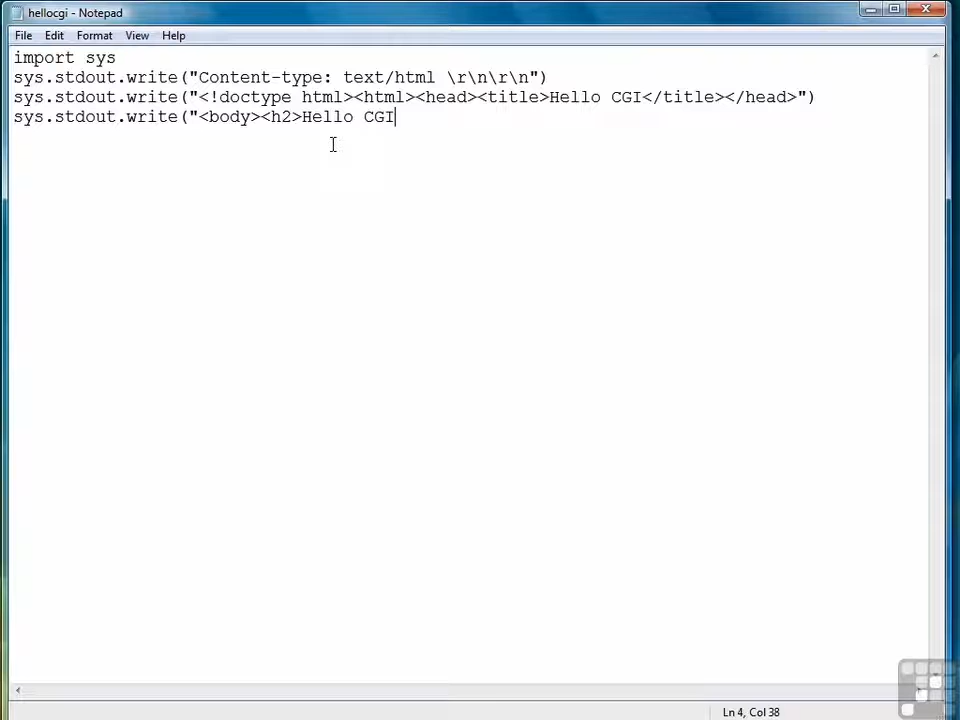 hellocgi - Notepad
File Edit Format View Help
import sys
sys.stdout.write("Content-type: text/html \r\n\r\n")
sys.stdout.write("<!doctype html><html><head><title>Hello CGI</title></head>")
sys.stdout.write("<body><h2>Hello CGI
Ln 4, Col 38